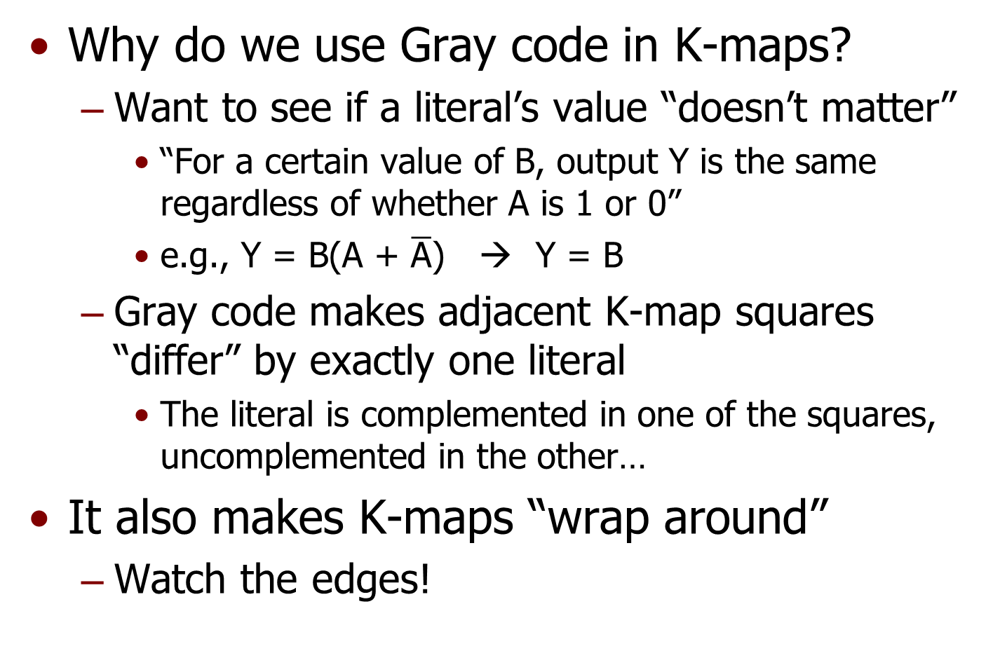 • Why do we use Gray code in K-maps?
– Want to see if a literal’s value “doesn’t matter”
• “For a certain value of B, output Y is the same
regardless of whether A is 1 or 0”
• e.g., Y = B(A + A̅) → Y = B
– Gray code makes adjacent K-map squares
“differ” by exactly one literal
• The literal is complemented in one of the squares,
uncomplemented in the other…
• It also makes K-maps “wrap around”
– Watch the edges!